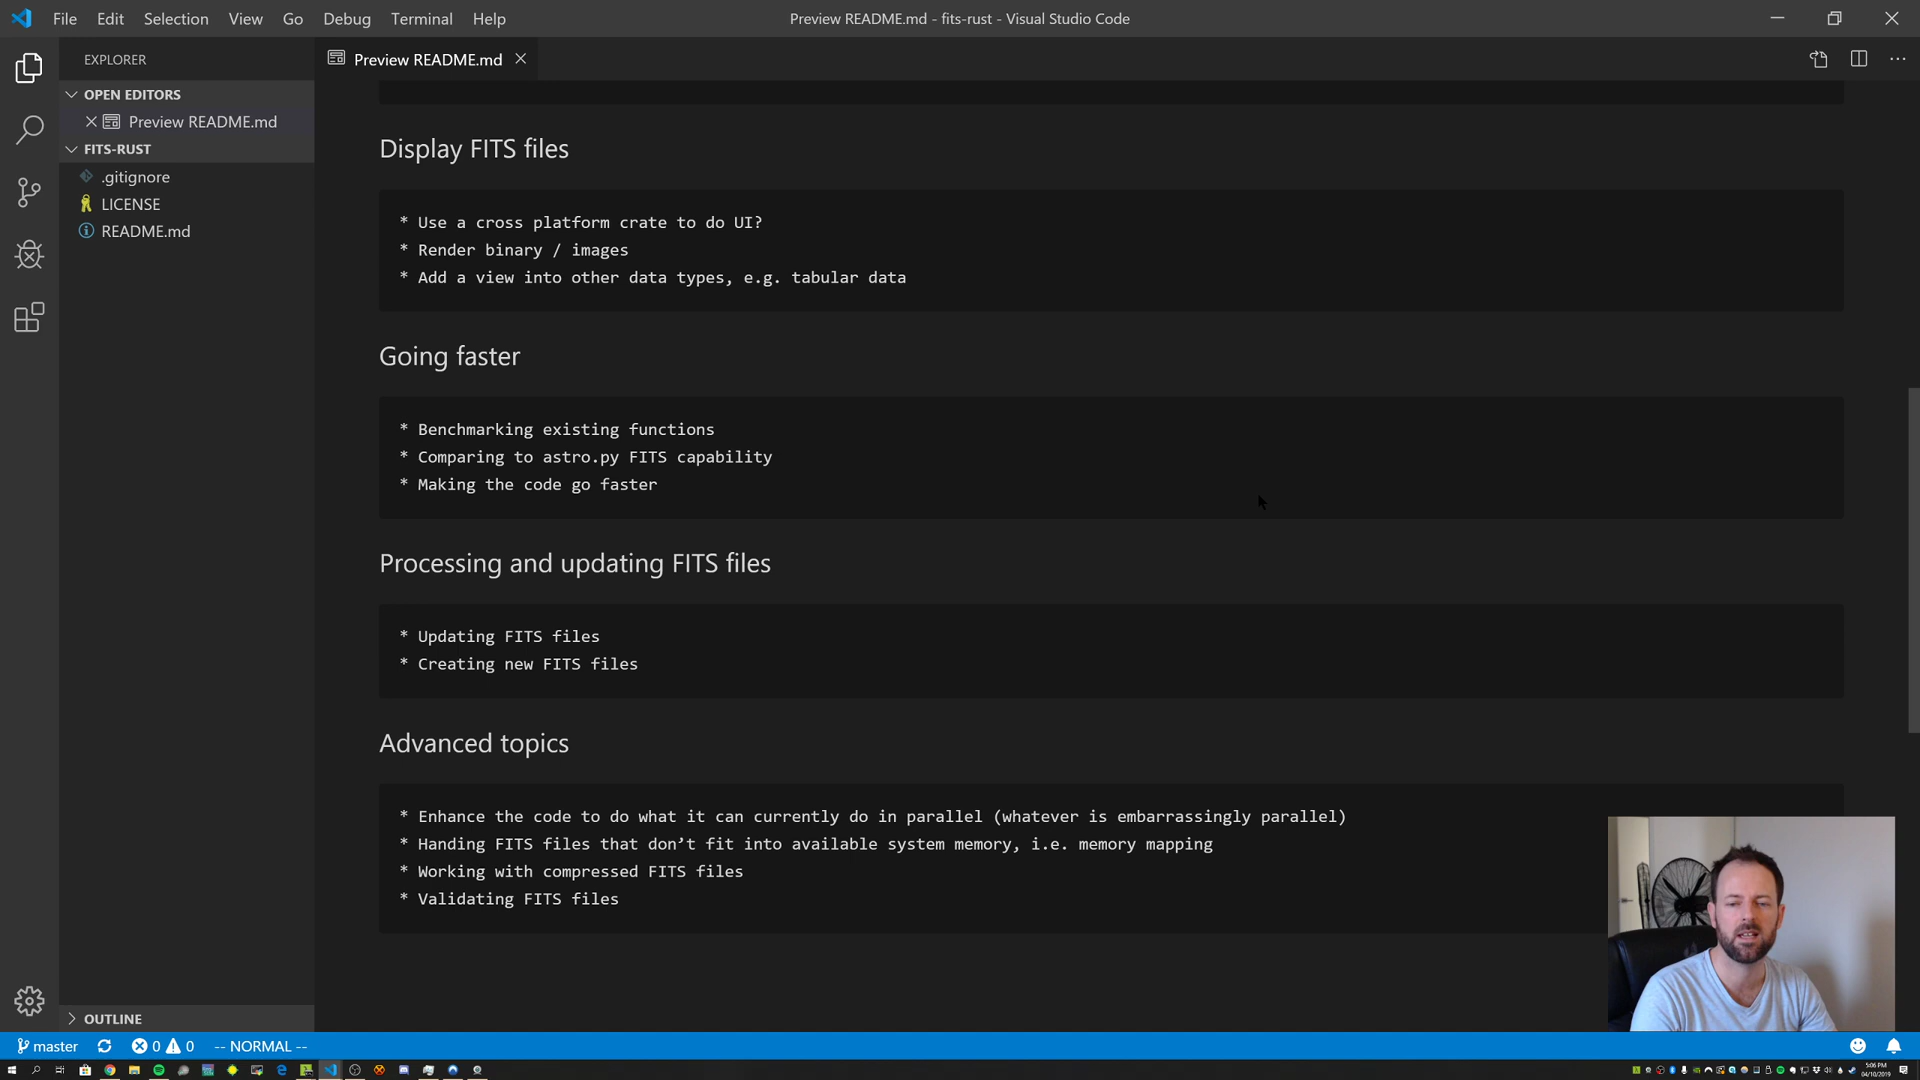 File Edit Selection View Go Debug Terminal Help
Preview README.md - fits-rust - Visual Studio Code
EXPLORER
Preview README.md
OPEN EDITORS
Preview README.md
FITS-RUST
.gitignore
LICENSE
README.md
Display FITS files
* Use a cross platform crate to do UI?
* Render binary / images
* Add a view into other data types, e.g. tabular data
Going faster
* Benchmarking existing functions
* Comparing to astro.py FITS capability
* Making the code go faster
Processing and updating FITS files
* Updating FITS files
* Creating new FITS files
Advanced topics
* Enhance the code to do what it can currently do in parallel (whatever is embarrassingly parallel)
* Handing FITS files that don’t fit into available system memory, i.e. memory mapping
* Working with compressed FITS files
* Validating FITS files
OUTLINE
master 0 0 -- NORMAL --
5:06 PM
04/10/2019